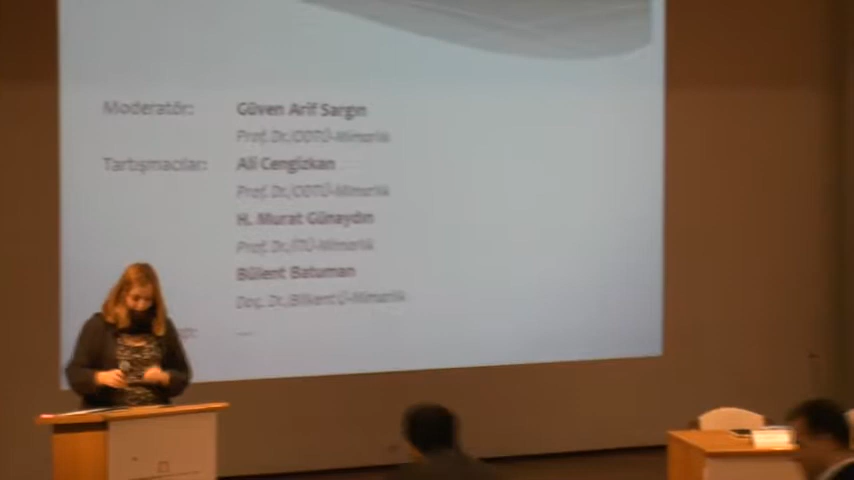 Moderatör: Güven Arif Sargın
Prof. Dr./ODTÜ-Mimarlık
Tartışmacılar: Ali Cengizkan
Prof. Dr./ODTÜ-Mimarlık
H. Murat Günaydın
Prof. Dr./İTÜ-Mimarlık
Bülent Batuman
Doç. Dr./Bilkent Ü-Mimarlık